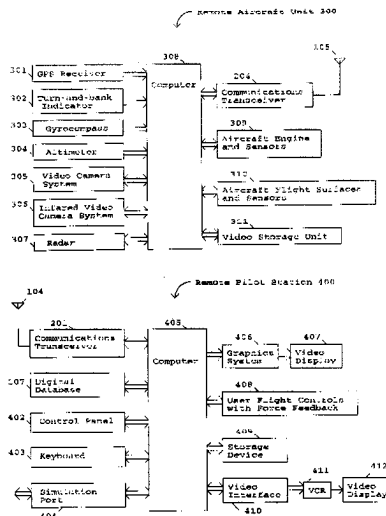 Remote Aircraft Unit 300
301
GPS Receiver
302
Turn-and-bank
Indicator
303
Gyrocompass
304
Altimeter
305
Video Camera
System
306
Infrared Video
Camera System
307
Radar
308
Computer
204
Communications
Transceiver
205
309
Aircraft Engine
and Sensors
310
Aircraft Flight Surfaces
and Sensors
311
Video Storage Unit
Remote Pilot Station 400
104
201
Communications
Transceiver
107
Digital
Database
402
Control Panel
403
Keyboard
Simulation
Port
404
405
Computer
406
Graphics
System
407
Video
Display
408
User Flight Controls
with Force Feedback
409
Storage
Device
Video
Interface
410
411
VCR
412
Video
Display